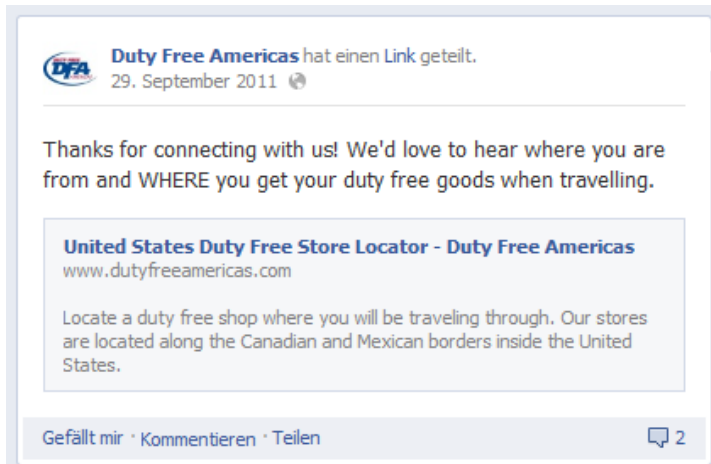 DFA
Duty Free Americas hat einen Link geteilt.
29. September 2011
Thanks for connecting with us! We'd love to hear where you are
from and WHERE you get your duty free goods when travelling.
United States Duty Free Store Locator - Duty Free Americas
www.dutyfreeamericas.com
Locate a duty free shop where you will be traveling through. Our stores
are located along the Canadian and Mexican borders inside the United
States.
Gefällt mir · Kommentieren · Teilen 2